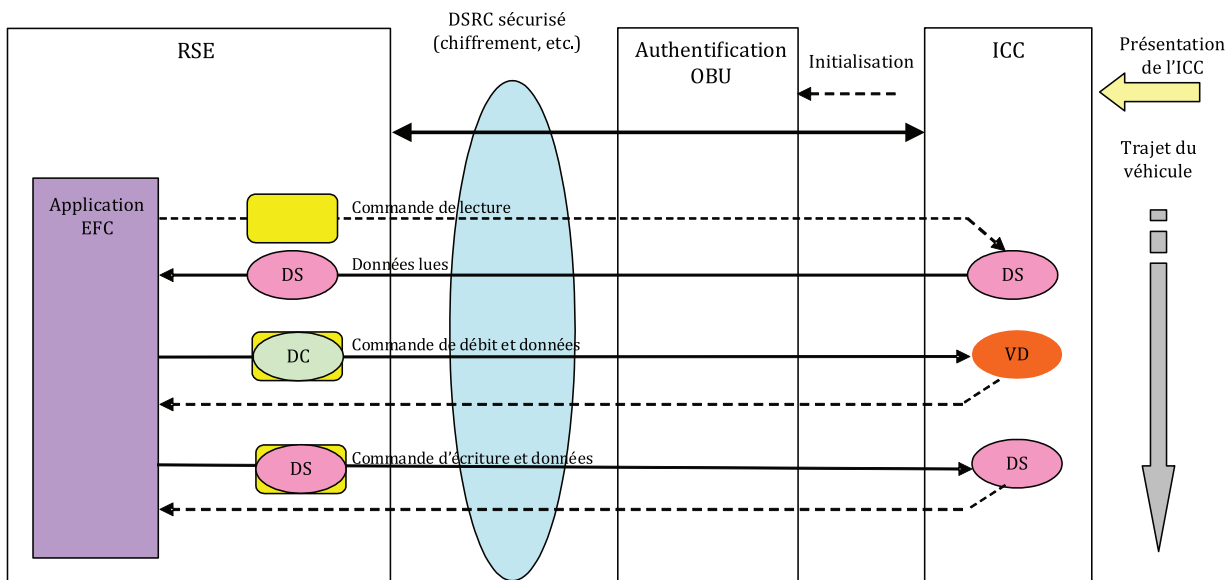 DSRC sécurisé
(chiffrement, etc.)
RSE
Authentification
OBU
Initialisation
ICC
Présentation
de l’ICC
Trajet du
véhicule
Application
EFC
Commande de lecture
DS
Données lues
DS
DC
Commande de débit et données
VD
DS
Commande d’écriture et données
DS